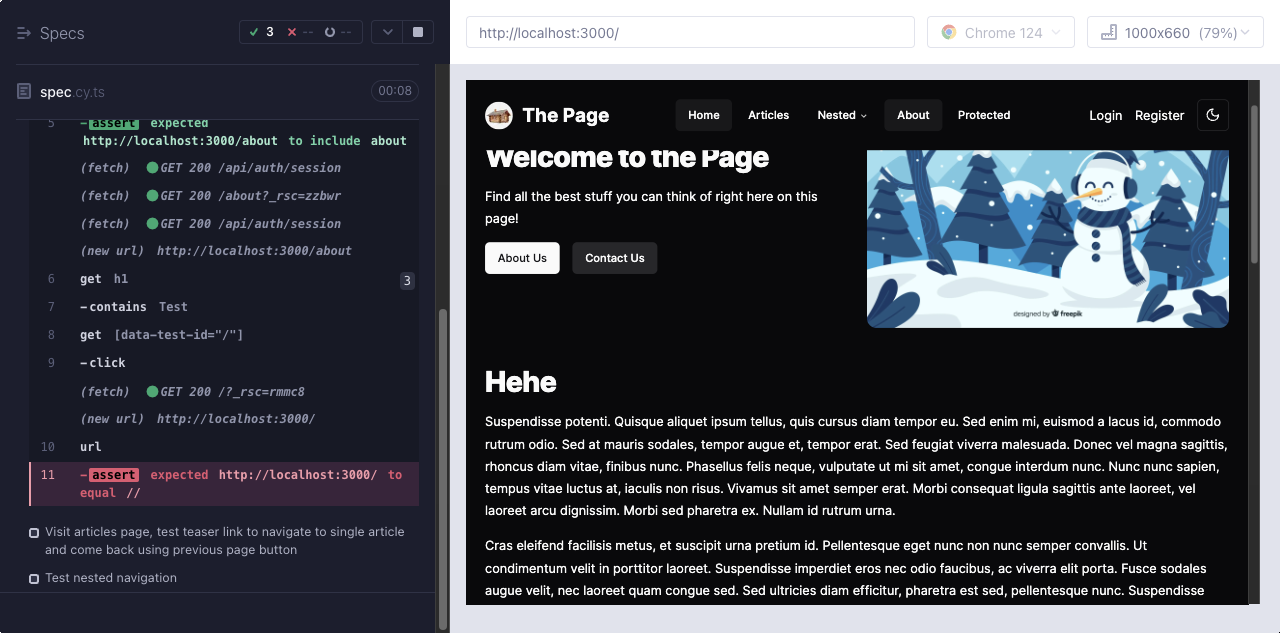 Specs
3 -- --
spec.cy.ts
00:08
5 -assert expected
http://localhost:3000/about to include about
(fetch) GET 200 /api/auth/session
(fetch) GET 200 /about?_rsc=zzbwr
(fetch) GET 200 /api/auth/session
(new url) http://localhost:3000/about
6 get h1 3
7 -contains Test
8 get [data-test-id="/"]
9 -click
(fetch) GET 200 /?_rsc=rmmc8
(new url) http://localhost:3000/
10 url
11 -assert expected http://localhost:3000/ to
equal //
Visit articles page, test teaser link to navigate to single article
and come back using previous page button
Test nested navigation
http://localhost:3000/
Chrome 124
1000x660 (79%)
The Page
Home Articles Nested About Protected
Login Register
Welcome to the Page
Find all the best stuff you can think of right here on this
page!
About Us Contact Us
designed by freepik
Hehe
Suspendisse potenti. Quisque aliquet ipsum tellus, quis cursus diam tempor eu. Sed enim mi, euismod a lacus id, commodo
rutrum odio. Sed at mauris sodales, tempor augue et, tempor erat. Sed feugiat viverra malesuada. Donec vel magna sagittis,
rhoncus diam vitae, finibus nunc. Phasellus felis neque, vulputate ut mi sit amet, congue interdum nunc. Nunc nunc sapien,
tempus vitae luctus at, iaculis non risus. Vivamus sit amet semper erat. Morbi consequat ligula sagittis ante laoreet, vel
laoreet arcu dignissim. Morbi sed pharetra ex. Nullam id rutrum urna.
Cras eleifend facilisis metus, et suscipit urna pretium id. Pellentesque eget nunc non nunc semper convallis. Ut
condimentum velit in porttitor laoreet. Suspendisse imperdiet eros nec odio faucibus, ac viverra elit porta. Fusce sodales
augue velit, nec laoreet quam congue sed. Sed ultricies diam efficitur, pharetra est sed, pellentesque nunc. Suspendisse